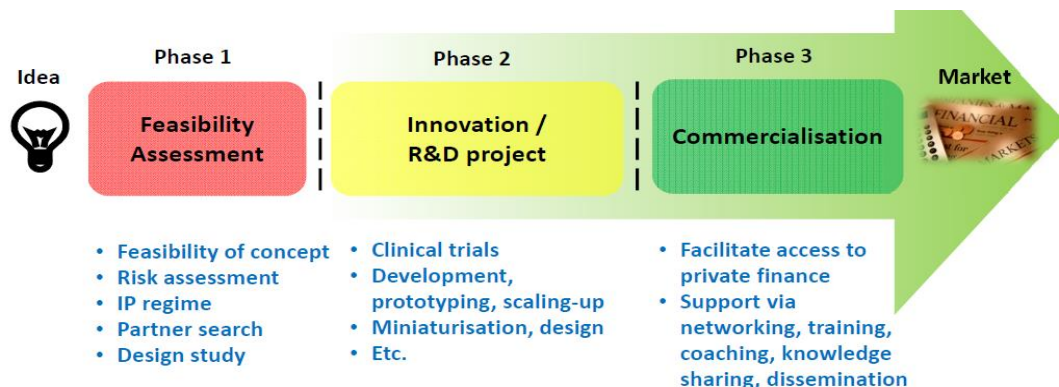 Phase 1
Phase 2
Phase 3
Idea
Market
Feasibility
Assessment
Innovation /
R&D project
Commercialisation
FINANCIAL
MARKETS
• Feasibility of concept
• Risk assessment
• IP regime
• Partner search
• Design study
• Clinical trials
• Development,
prototyping, scaling-up
• Miniaturisation, design
• Etc.
• Facilitate access to
private finance
• Support via
networking, training,
coaching, knowledge
sharing, dissemination